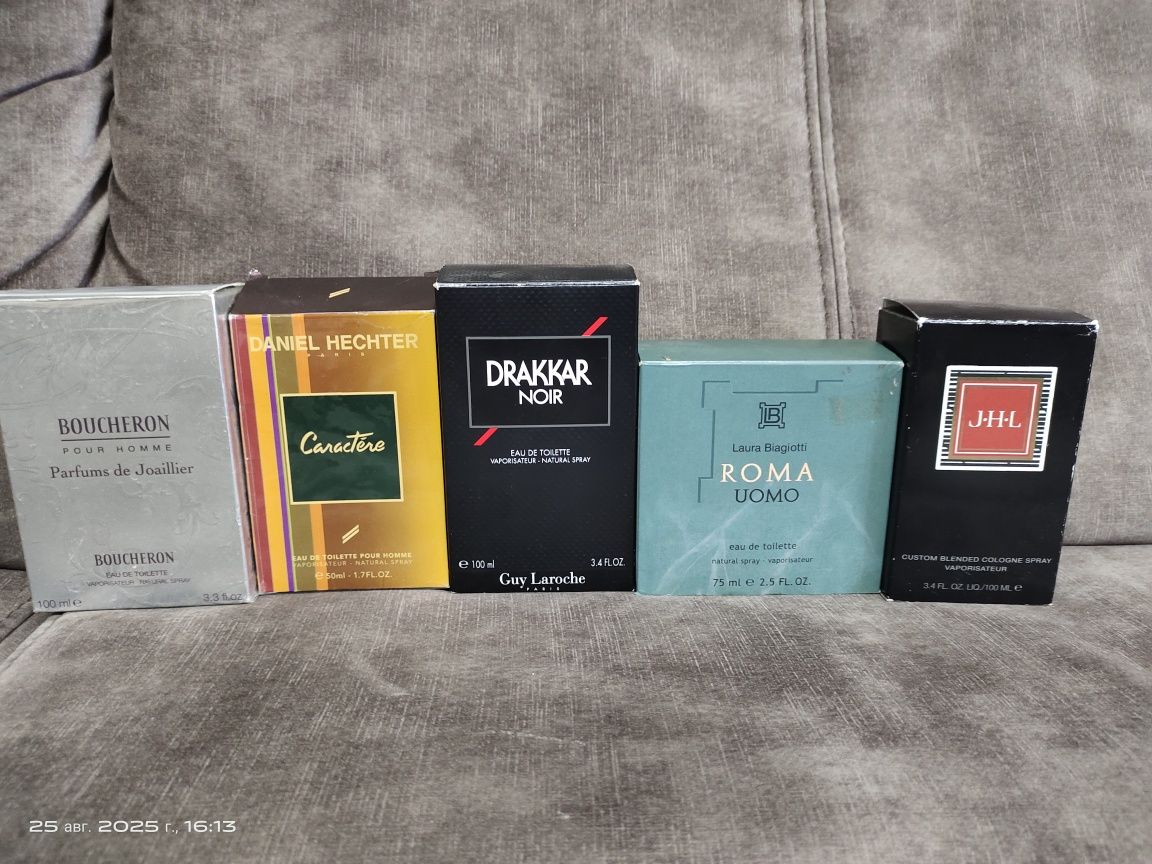 BOUCHERON
POUR HOMME
Parfums de Joaillier
BOUCHERON
EAU DE TOILETTE
VAPORISATEUR - NATURAL SPRAY
100 ml e 3.3 fl.oz.
DANIEL HECHTER
PARIS
Caractère
EAU DE TOILETTE POUR HOMME
VAPORISATEUR - NATURAL SPRAY
e 50ml - 1.7FL.OZ.
DRAKKAR
NOIR
EAU DE TOILETTE
VAPORISATEUR - NATURAL SPRAY
e 100 ml 3.4 FL.OZ.
Guy Laroche
PARIS
LB
Laura Biagiotti
ROMA
UOMO
eau de toilette
natural spray - vaporisateur
75 ml e 2.5 FL. OZ.
J·H·L
CUSTOM BLENDED COLOGNE SPRAY
VAPORISATEUR
3.4 FL. OZ. LIQ./100 ML e
25 авг. 2025 г., 16:13